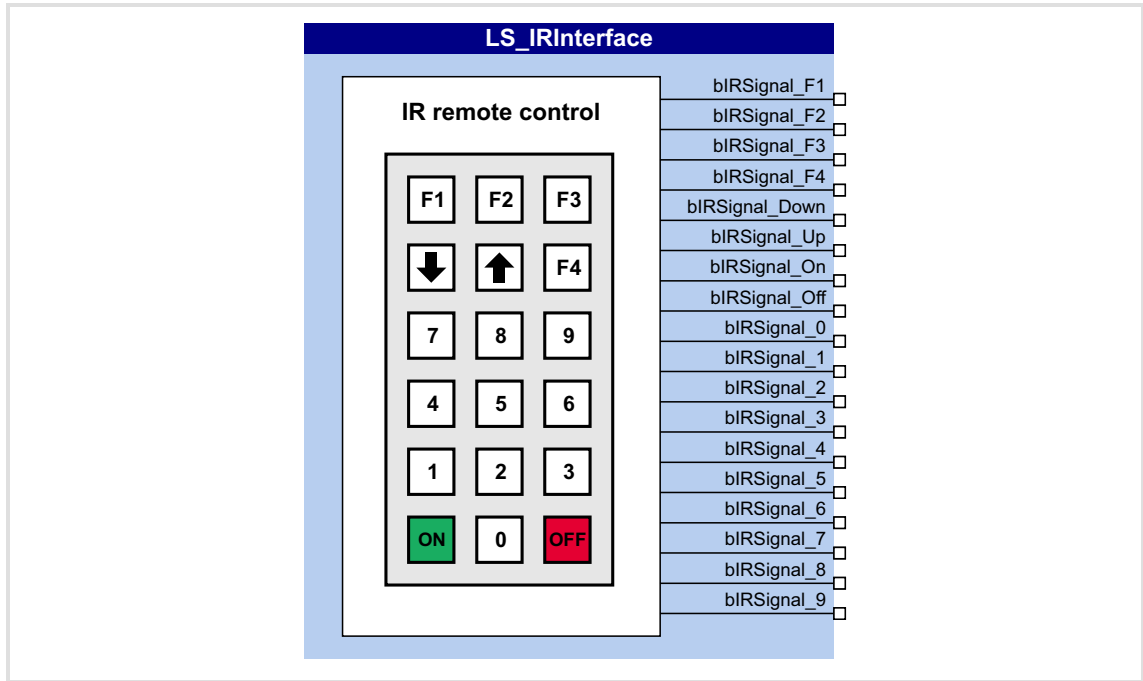 LS_IRInterface
IR remote control
F1 F2 F3
F4
7 8 9
4 5 6
1 2 3
ON 0 OFF
bIRSignal_F1
bIRSignal_F2
bIRSignal_F3
bIRSignal_F4
bIRSignal_Down
bIRSignal_Up
bIRSignal_On
bIRSignal_Off
bIRSignal_0
bIRSignal_1
bIRSignal_2
bIRSignal_3
bIRSignal_4
bIRSignal_5
bIRSignal_6
bIRSignal_7
bIRSignal_8
bIRSignal_9